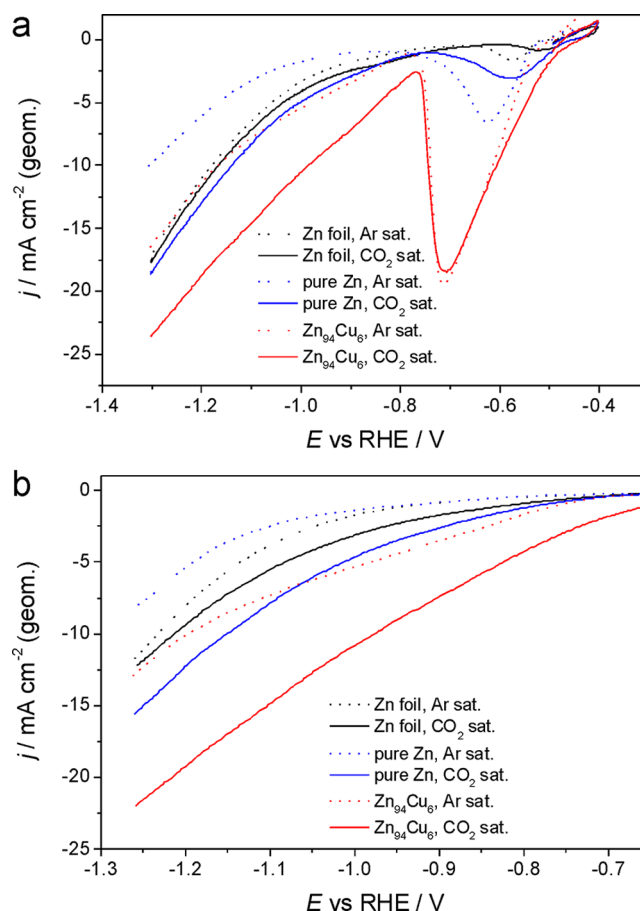 a
0
-5
-10
-15
-20
-25
j / mA cm⁻² (geom.)
Zn foil, Ar sat.
Zn foil, CO₂ sat.
pure Zn, Ar sat.
pure Zn, CO₂ sat.
Zn₉₄Cu₆, Ar sat.
Zn₉₄Cu₆, CO₂ sat.
-1.4 -1.2 -1.0 -0.8 -0.6 -0.4
E vs RHE / V
b
0
-5
-10
-15
-20
-25
j / mA cm⁻² (geom.)
Zn foil, Ar sat.
Zn foil, CO₂ sat.
pure Zn, Ar sat.
pure Zn, CO₂ sat.
Zn₉₄Cu₆, Ar sat.
Zn₉₄Cu₆, CO₂ sat.
-1.3 -1.2 -1.1 -1.0 -0.9 -0.8 -0.7
E vs RHE / V